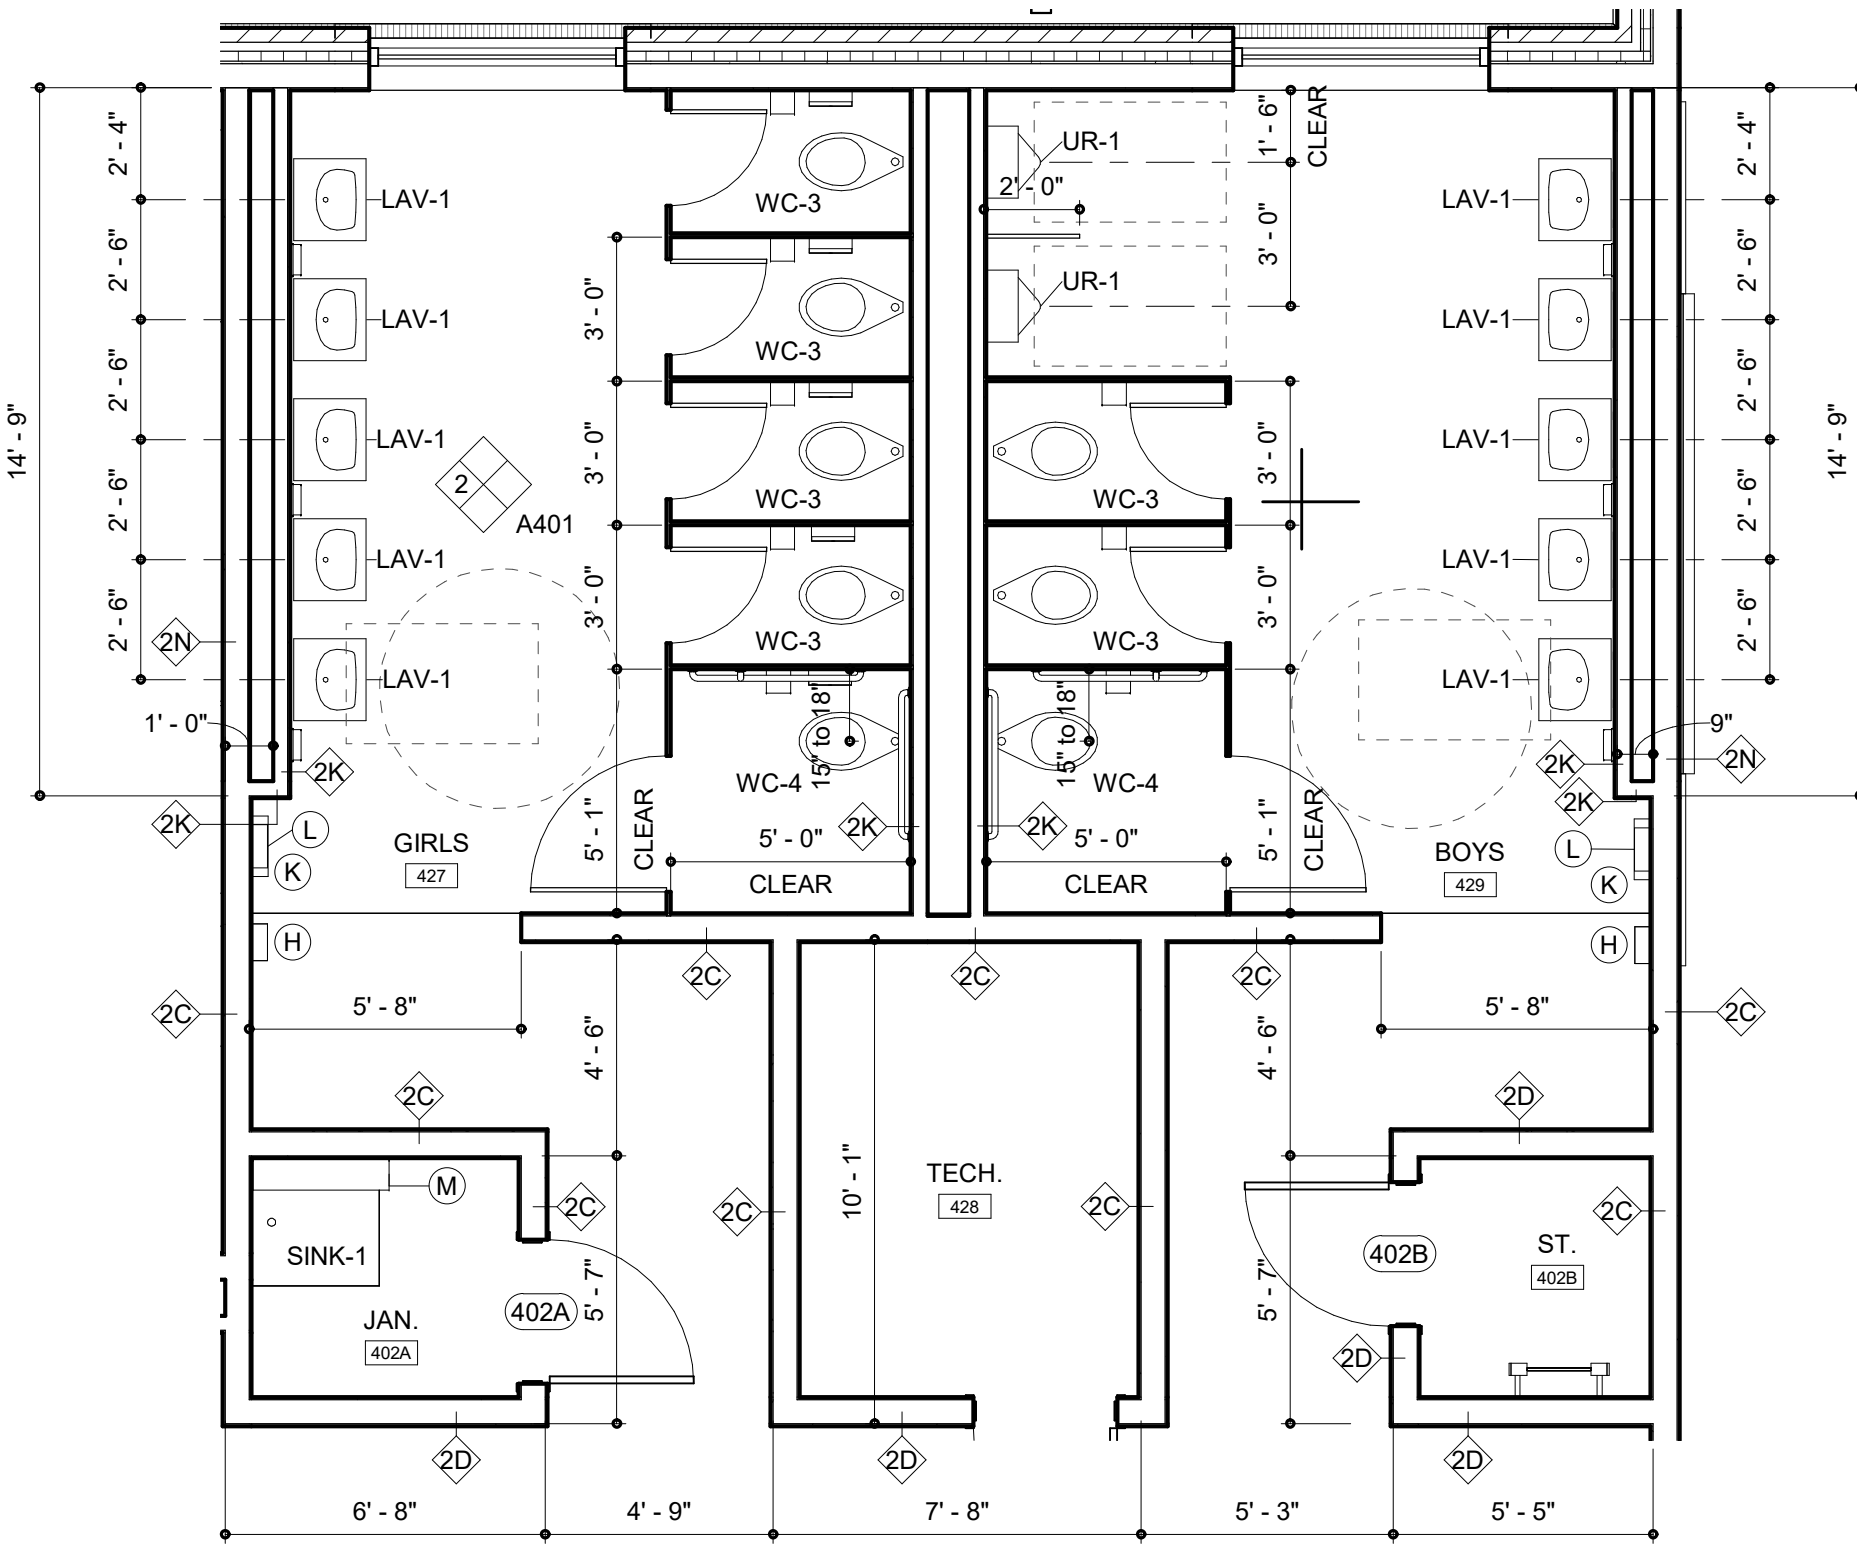 1' - 6"
CLEAR
2' - 4"
UR-1
2' - 4"
2' - 0"
LAV-1
WC-3
LAV-1
2' - 6"
3' - 0"
2' - 6"
UR-1
3' - 0"
LAV-1
WC-3
LAV-1
2' - 6"
2' - 6"
14' - 9"
LAV-1
3' - 0"
3' - 0"
LAV-1
14' - 9"
2
WC-3
WC-3
2' - 6"
A401
2' - 6"
LAV-1
LAV-1
3' - 0"
3' - 0"
2' - 6"
2N
WC-3
WC-3
2' - 6"
LAV-1
LAV-1
15" to 18"
15" to 18"
1' - 0"
9"
2K
WC-4
WC-4
2K
2N
2K
2K
L
5' - 1"
CLEAR
2K
2K
5' - 1"
CLEAR
GIRLS
427
5' - 0"
CLEAR
5' - 0"
CLEAR
BOYS
429
L
K
K
H
H
2C
2C
2C
2C
5' - 8"
5' - 8"
2C
4' - 6"
4' - 6"
2C
2D
M
10' - 1"
TECH.
428
2C
2C
2C
2C
SINK-1
402B
ST.
402B
5' - 7"
5' - 7"
JAN.
402A
402A
2D
2D
2D
2D
6' - 8"
4' - 9"
7' - 8"
5' - 3"
5' - 5"